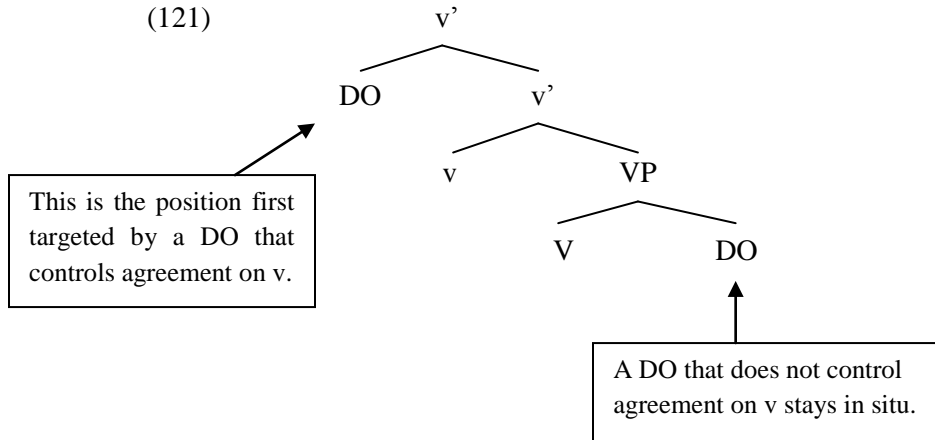 (121) v’
DO v’
v VP
V DO
This is the position first
targeted by a DO that
controls agreement on v.
A DO that does not control
agreement on v stays in situ.